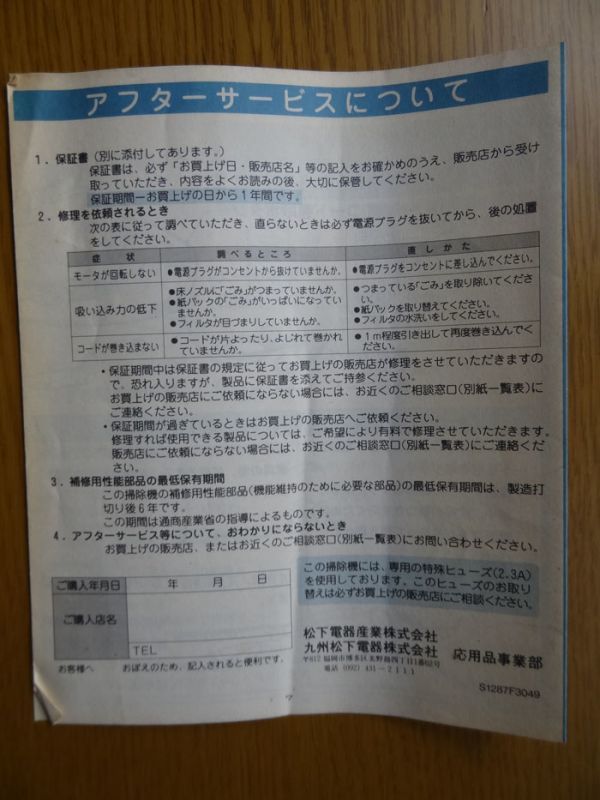 アフターサービスについて
1. 保証書(別に添付してあります。)
保証書は、必ず「お買上げ日・販売店名」等の記入をお確かめのうえ、販売店から受け
取っていただき、内容をよくお読みの後、大切に保管してください。
保証期間ーお買上げの日から1年間です。
2. 修理を依頼されるとき
次の表に従って調べていただき、直らないときは必ず電源プラグを抜いてから、後の処置
をしてください。
症 状 調べるところ 直しかた
モータが回転しない ●電源プラグがコンセントから抜けていませんか。 ●電源プラグをコンセントに差し込んでください。
吸い込み力の低下
●床ノズルに「ごみ」がつまっていませんか。
●紙パックの「ごみ」がいっぱいになってい
ませんか。
●フィルタが目づまりしていませんか。
●つまっている「ごみ」を取り除いてくださ
い。
●紙パックを取り替えてください。
●フィルタの水洗いをしてください。
コードが巻き込まない
●コードが片よったり、よじれて巻かれ
ていませんか。
●1m程度引き出して再度巻き込んでく
ださい。
・保証期間中は保証書の規定に従ってお買上げの販売店が修理をさせていただきますの
で、恐れ入りますが、製品に保証書を添えてご持参ください。
お買上げの販売店にご依頼にならない場合には、お近くのご相談窓口(別紙一覧表)に
ご連絡ください。
・保証期間が過ぎているときはお買上げの販売店へご依頼ください。
修理すれば使用できる製品については、ご希望により有料で修理させていただきます。
販売店にご依頼にならない場合には、お近くのご相談窓口(別紙一覧表)にご連絡くだ
さい。
3. 補修用性能部品の最低保有期間
この掃除機の補修用性能部品(機能維持のために必要な部品)の最低保有期間は、製造打
切り後6年です。
この期間は通商産業省の指導によるものです。
4. アフターサービス等について、おわかりにならないとき
お買上げの販売店、またはお近くのご相談窓口(別紙一覧表)にお問い合わせください。
ご購入年月日 年 月 日
ご購入店名
TEL
お客様へ おぼえのため、記入されると便利です。
この掃除機には、専用の特殊ヒューズ(2.3A)
を使用しております。このヒューズのお取り
替えは必ずお買上げの販売店にご相談ください。
松下電器産業株式会社
九州松下電器株式会社 応用品事業部
〒812 福岡市博多区美野島四丁目1番62号
電話 (092) 431-2111
S1287F3049
7